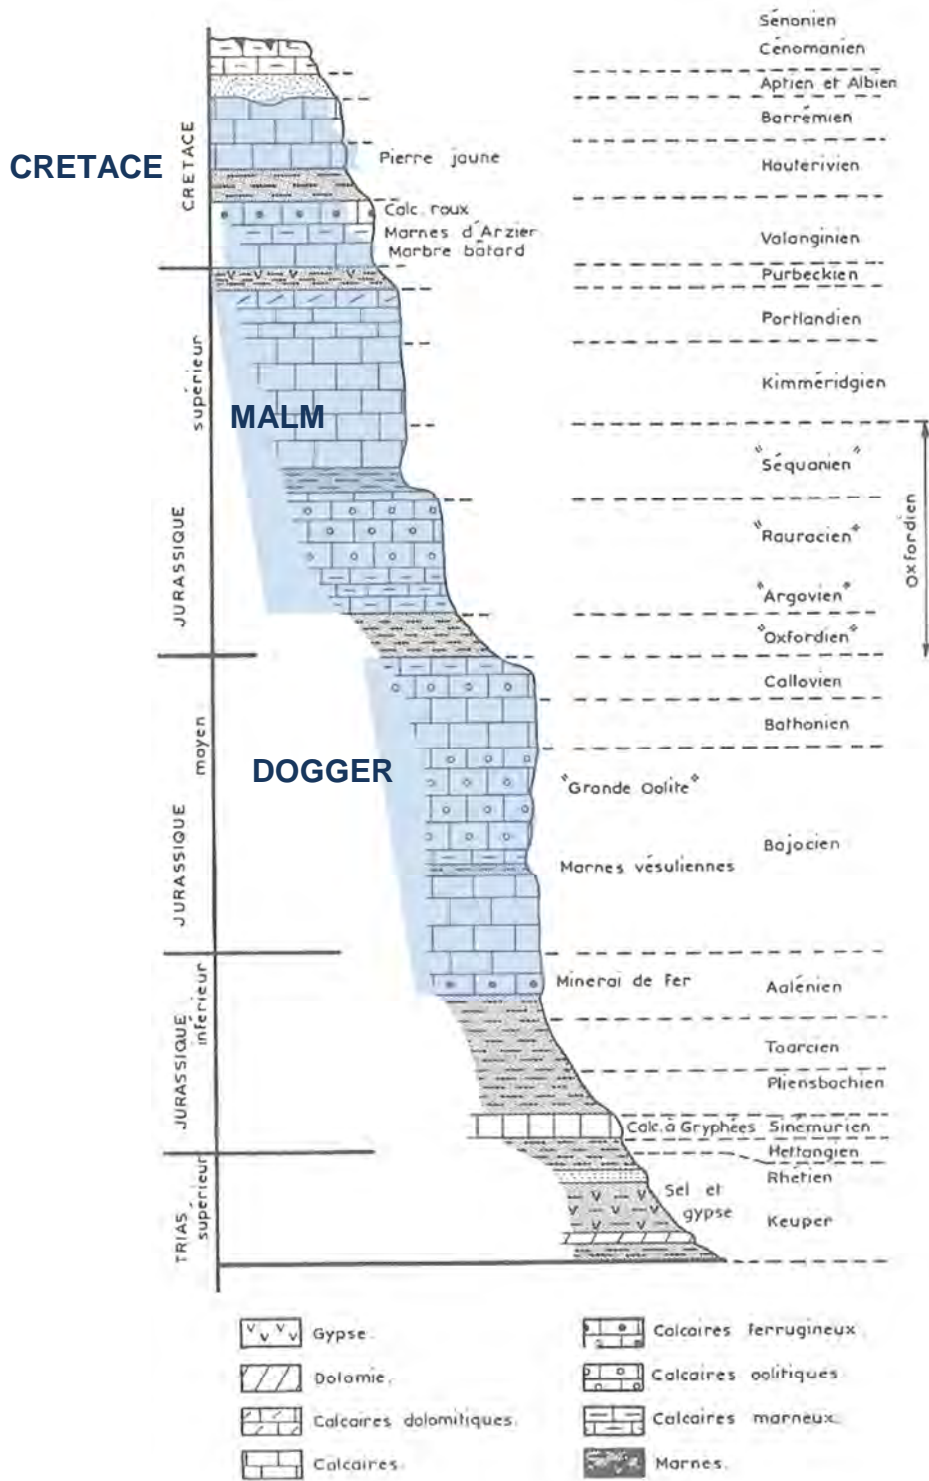 Sénonien
Cénomanien
Aptien et Albien
Barrémien
CRETACE
CRETACE
Pierre jaune
Hauterivien
Calc. roux
Marnes d'Arzier
Marbre bâtard
Valanginien
Purbeckien
Portlandien
supérieur
Kimméridgien
MALM
"Séquanien"
JURASSIQUE
"Rauracien"
Oxfordien
"Argovien"
"Oxfordien"
Callovien
Bathonien
moyen
DOGGER
"Grande Oolite"
JURASSIQUE
Bajocien
Marnes vésuliennes
inférieur
Minerai de Fer
Aalénien
JURASSIQUE
Toarcien
Pliensbachien
Calc. à Gryphées
Sinémurien
Hettangien
Rhétien
supérieur
TRIAS
Sel et
gypse
Keuper
Gypse.
Dolomie.
Calcaires dolomitiques.
Calcaires.
Calcaires ferrugineux.
Calcaires oolitiques.
Calcaires marneux.
Marnes.